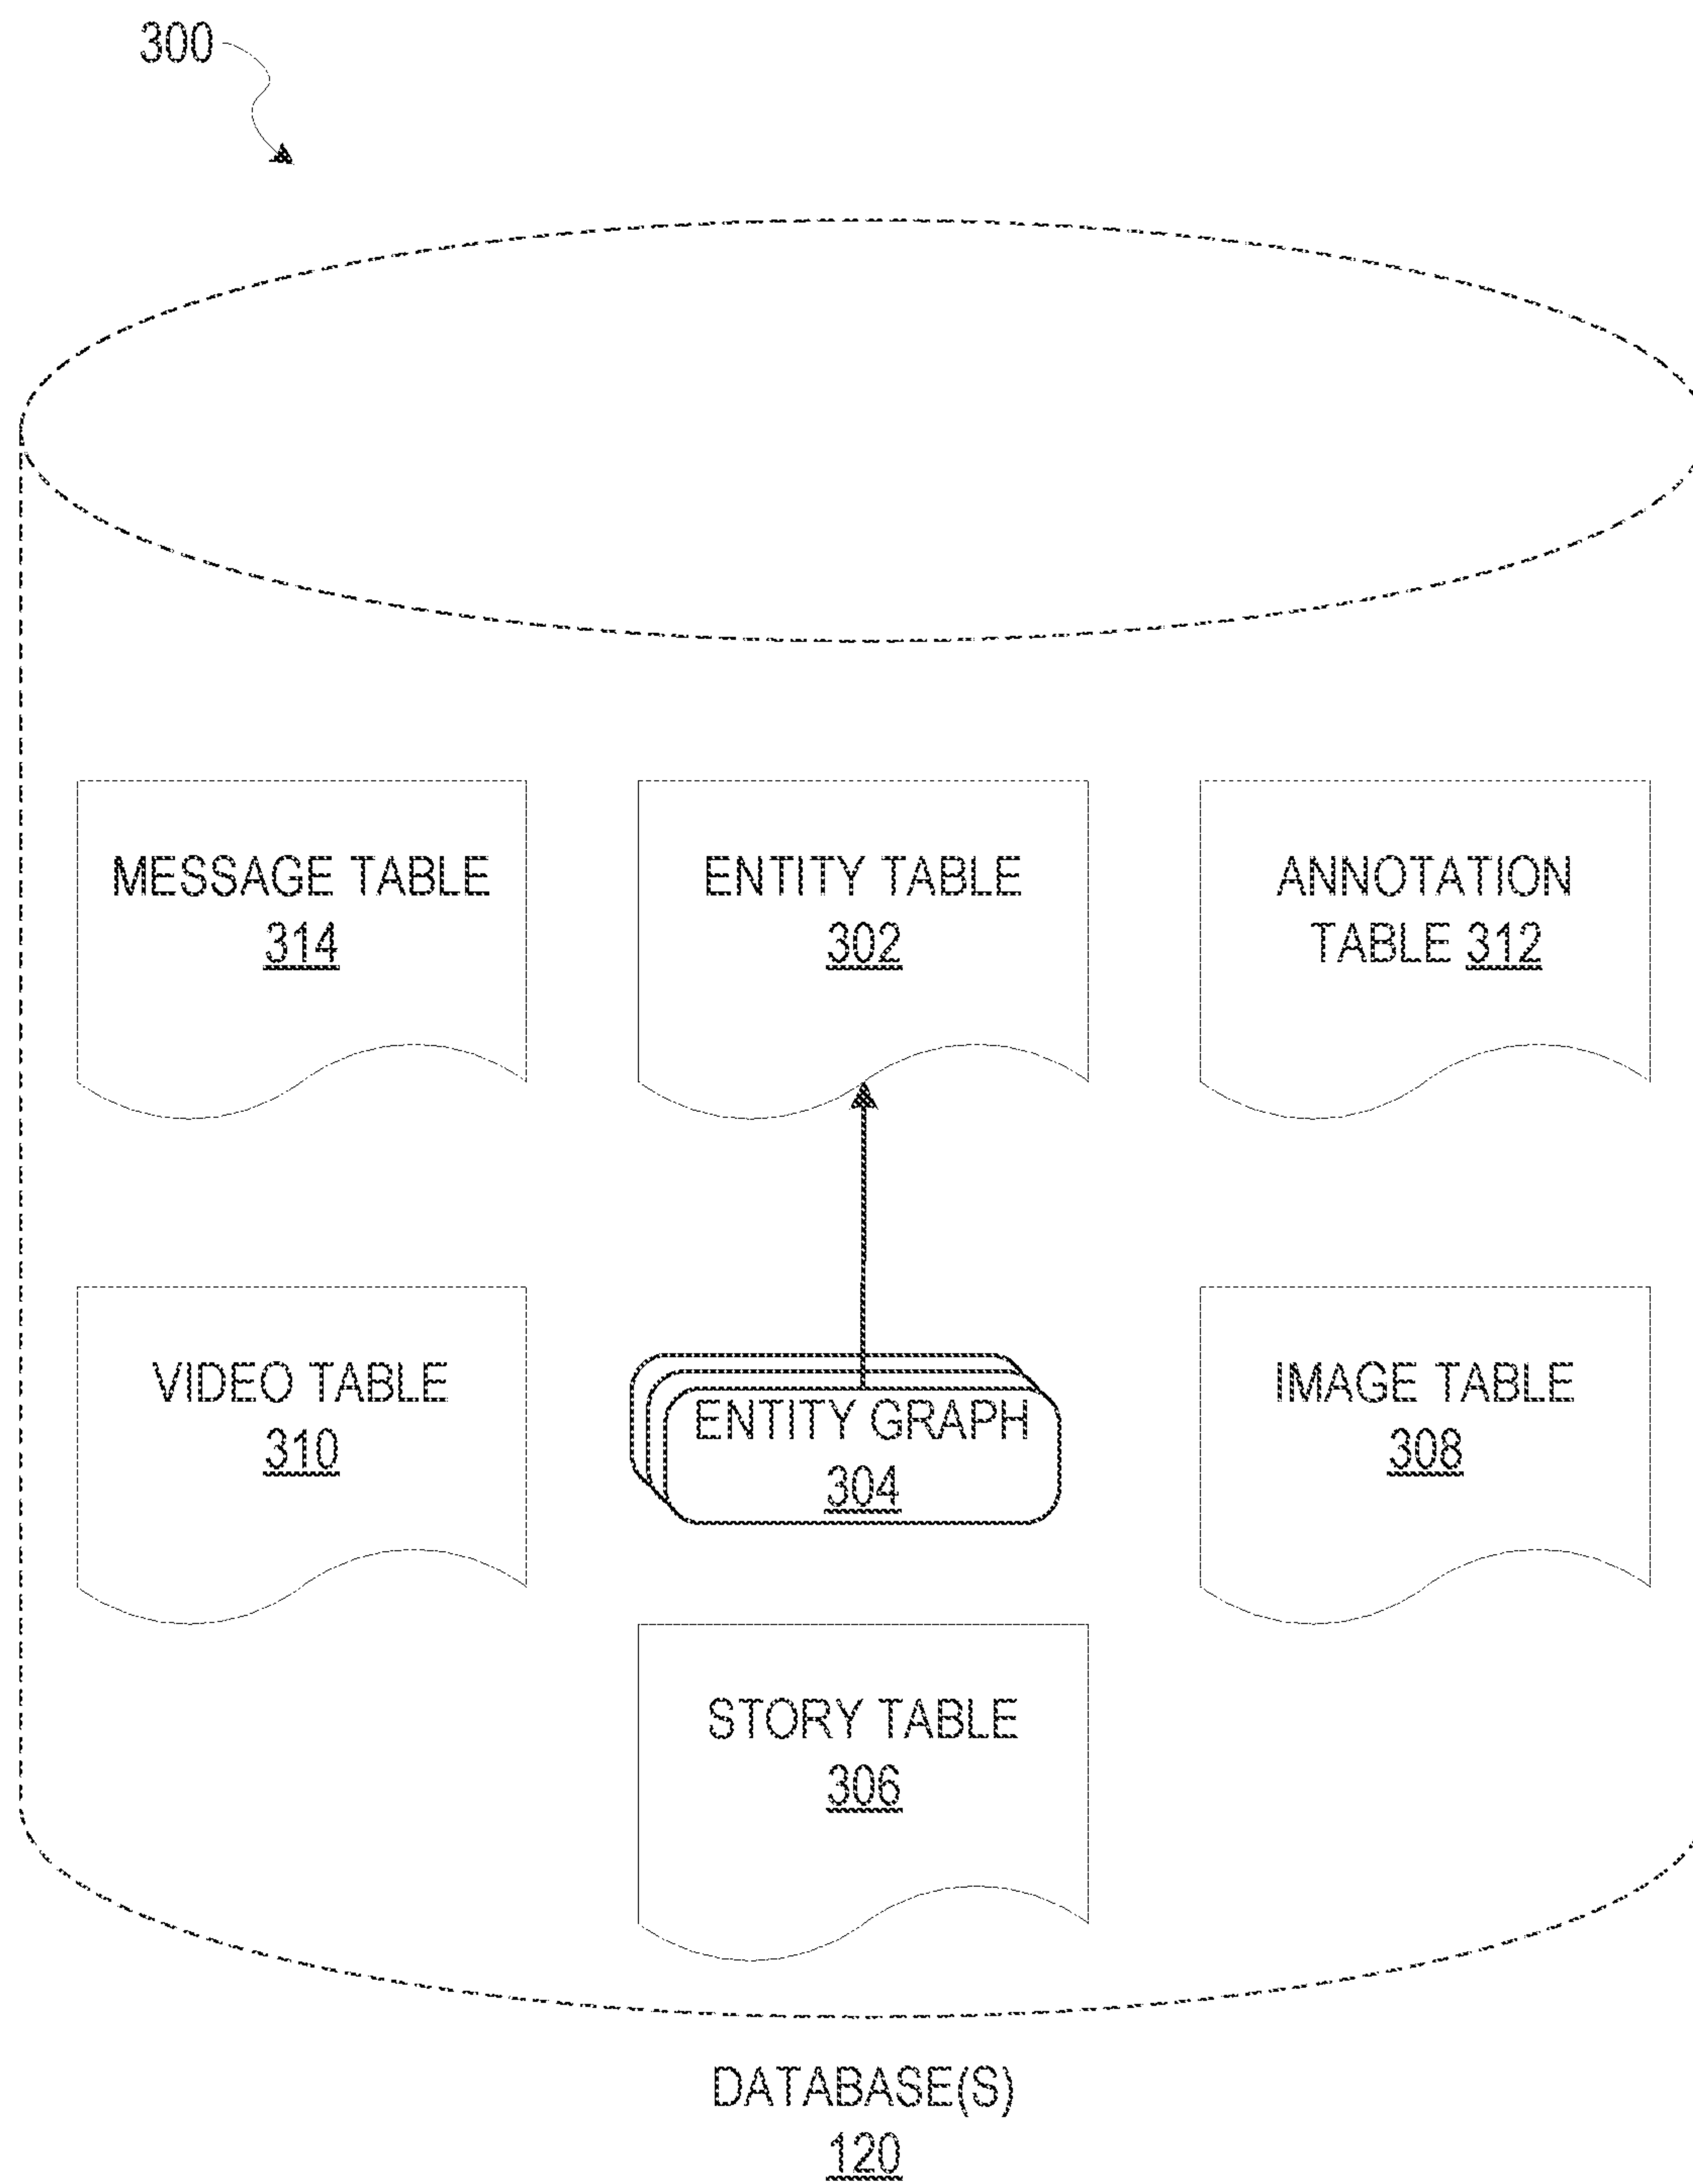 300
MESSAGE TABLE
314
ENTITY TABLE
302
ANNOTATION
TABLE 312
VIDEO TABLE
310
ENTITY GRAPH
304
IMAGE TABLE
308
STORY TABLE
306
DATABASE(S)
120